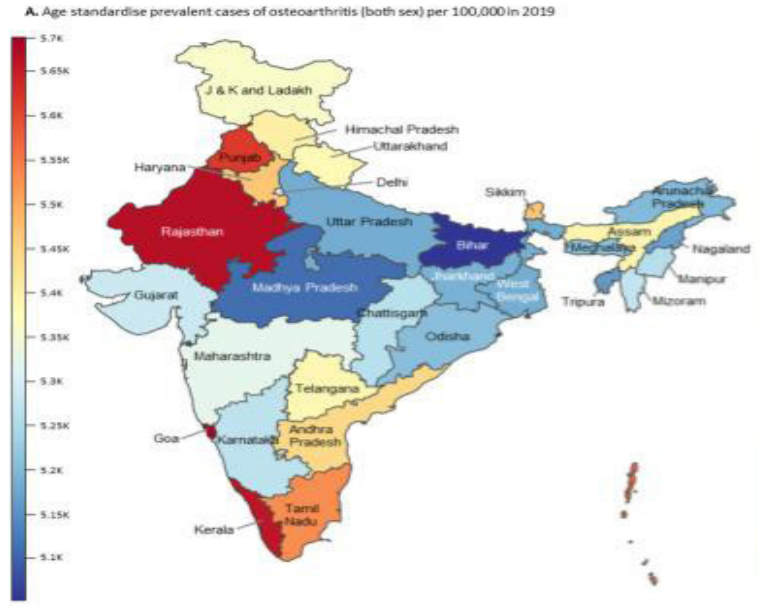 A. Age standardise prevalent cases of osteoarthritis (both sex) per 100,000 in 2019
5.7K
5.65K
5.6K
5.55K
5.5K
5.45K
5.4K
5.35K
5.3K
5.25K
5.2K
5.15K
5.1K
J & K and Ladakh
Himachal Pradesh
Uttarakhand
Punjab
Haryana
Delhi
Sikkim
Arunachal
Pradesh
Rajasthan
Uttar Pradesh
Bihar
Assam
Meghalaya
Nagaland
Manipur
Mizoram
Tripura
Jharkhand
West
Bengal
Gujarat
Madhya Pradesh
Chattisgarh
Odisha
Maharashtra
Telangana
Goa
Karnataka
Andhra
Pradesh
Kerala
Tamil
Nadu